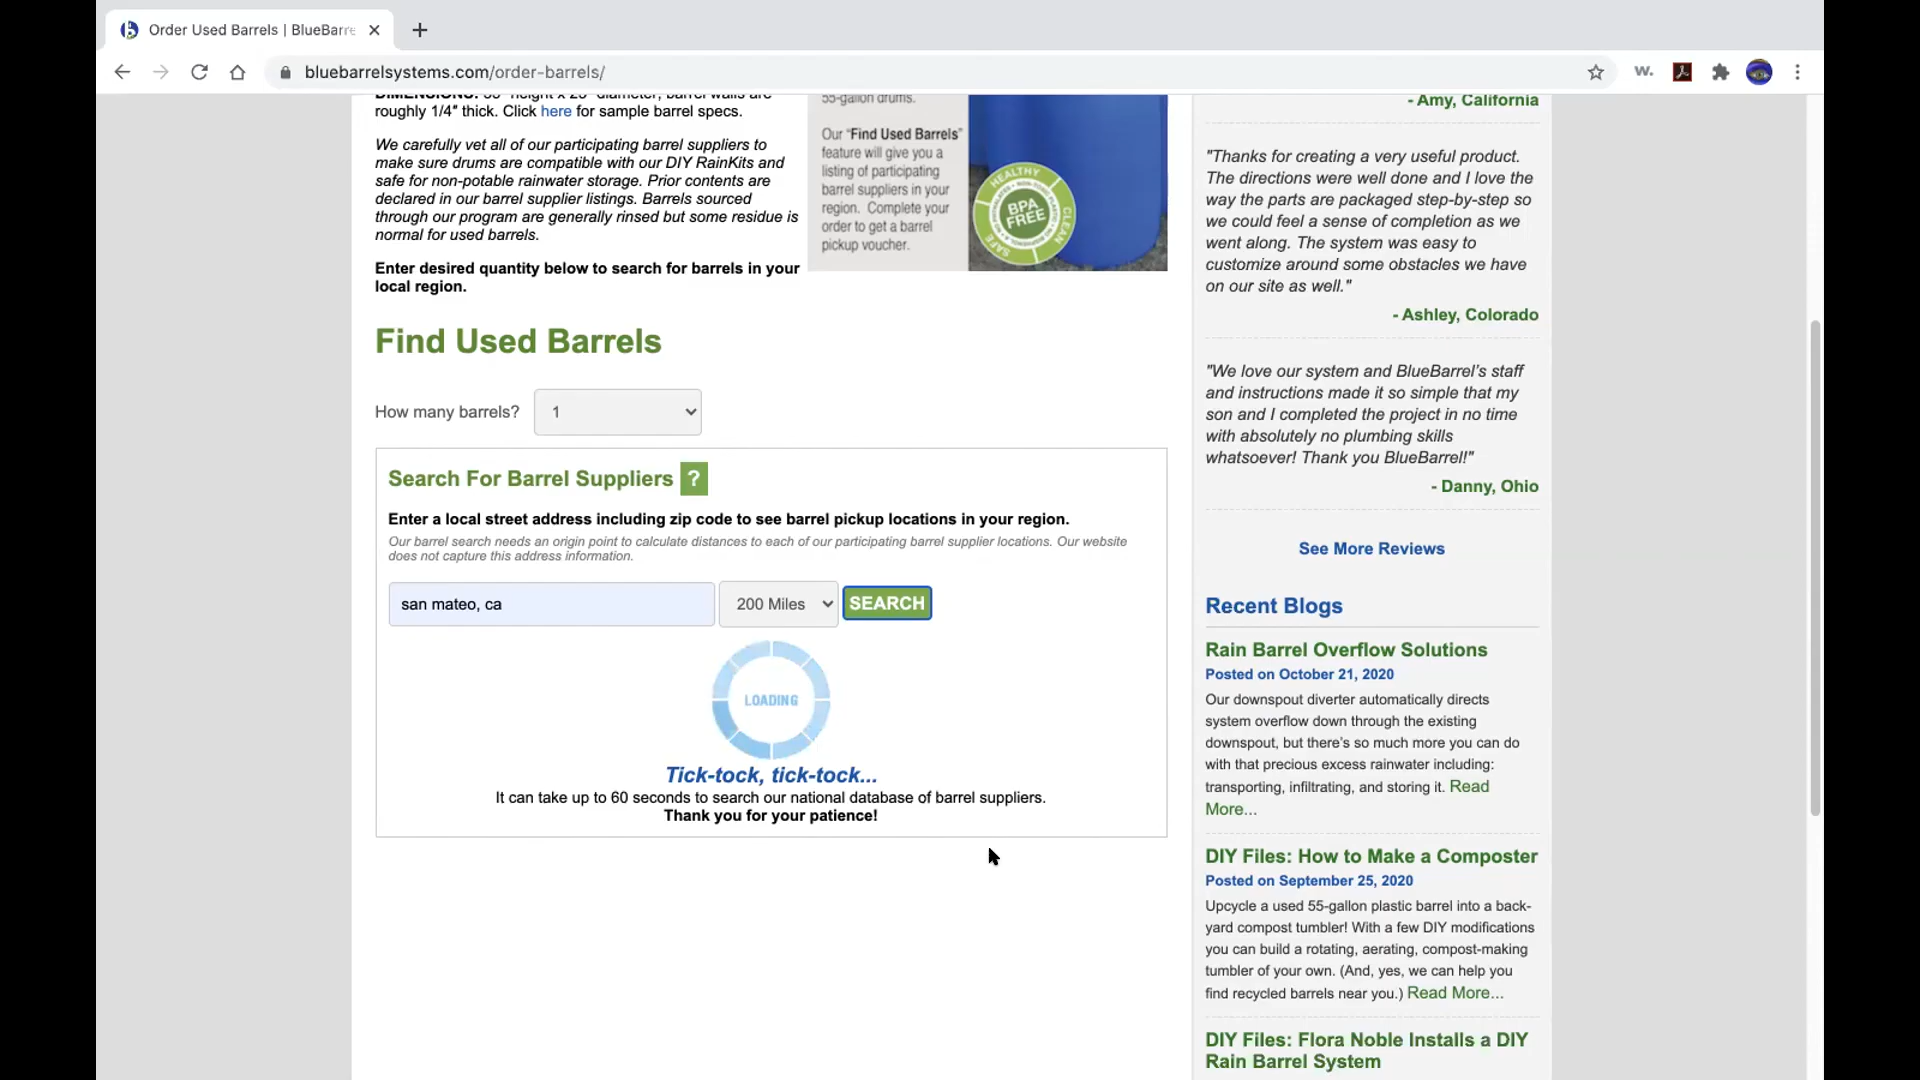 Order Used Barrels | BlueBarre
bluebarrelsystems.com/order-barrels/
w.
roughly 1/4″ thick. Click here for sample barrel specs.
We carefully vet all of our participating barrel suppliers to
make sure drums are compatible with our DIY RainKits and
safe for non-potable rainwater storage. Prior contents are
declared in our barrel supplier listings. Barrels sourced
through our program are generally rinsed but some residue is
normal for used barrels.
Enter desired quantity below to search for barrels in your
local region.
55-gallon drums.
Our "Find Used Barrels"
feature will give you a
listing of participating
barrel suppliers in your
region. Complete your
order to get a barrel
pickup voucher.
HEALTHY
BPA
FREE
CLEAN
SAFE
Find Used Barrels
How many barrels? 1
Search For Barrel Suppliers ?
Enter a local street address including zip code to see barrel pickup locations in your region.
Our barrel search needs an origin point to calculate distances to each of our participating barrel supplier locations. Our website
does not capture this address information.
san mateo, ca 200 Miles SEARCH
LOADING
Tick-tock, tick-tock...
It can take up to 60 seconds to search our national database of barrel suppliers.
Thank you for your patience!
- Amy, California
"Thanks for creating a very useful product.
The directions were well done and I love the
way the parts are packaged step-by-step so
we could feel a sense of completion as we
went along. The system was easy to
customize around some obstacles we have
on our site as well."
- Ashley, Colorado
"We love our system and BlueBarrel's staff
and instructions made it so simple that my
son and I completed the project in no time
with absolutely no plumbing skills
whatsoever! Thank you BlueBarrel!"
- Danny, Ohio
See More Reviews
Recent Blogs
Rain Barrel Overflow Solutions
Posted on October 21, 2020
Our downspout diverter automatically directs
system overflow down through the existing
downspout, but there's so much more you can do
with that precious excess rainwater including:
transporting, infiltrating, and storing it. Read
More...
DIY Files: How to Make a Composter
Posted on September 25, 2020
Upcycle a used 55-gallon plastic barrel into a back-
yard compost tumbler! With a few DIY modifications
you can build a rotating, aerating, compost-making
tumbler of your own. (And, yes, we can help you
find recycled barrels near you.) Read More...
DIY Files: Flora Noble Installs a DIY
Rain Barrel System